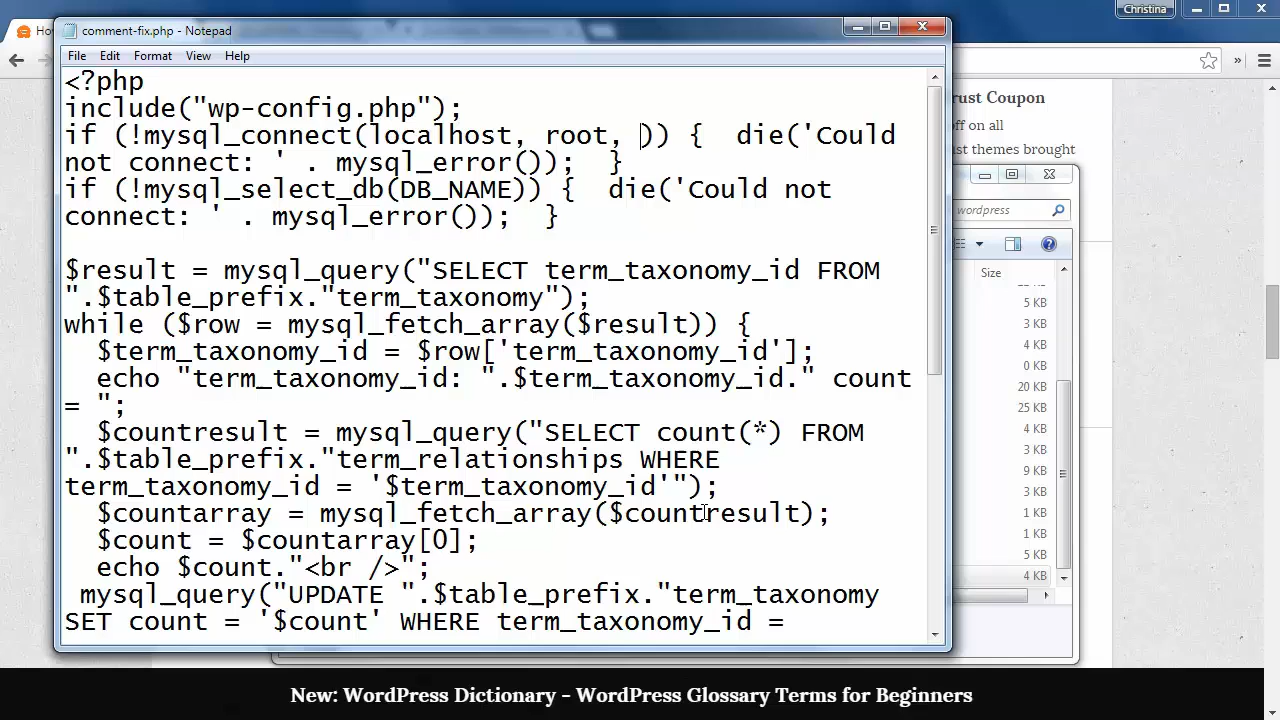 Christina
Ho
comment-fix.php - Notepad
File Edit Format View Help
<?php
include("wp-config.php");
if (!mysql_connect(localhost, root, )) {  die('Could
not connect: ' . mysql_error());  }
if (!mysql_select_db(DB_NAME)) {  die('Could not
connect: ' . mysql_error());  }
$result = mysql_query("SELECT term_taxonomy_id FROM
".$table_prefix."term_taxonomy");
while ($row = mysql_fetch_array($result)) {
  $term_taxonomy_id = $row['term_taxonomy_id'];
  echo "term_taxonomy_id: ".$term_taxonomy_id." count
= ";
  $countresult = mysql_query("SELECT count(*) FROM
".$table_prefix."term_relationships WHERE
term_taxonomy_id = '$term_taxonomy_id'");
  $countarray = mysql_fetch_array($countresult);
  $count = $countarray[0];
  echo $count."<br />";
 mysql_query("UPDATE ".$table_prefix."term_taxonomy
SET count = '$count' WHERE term_taxonomy_id =
»
rust Coupon
off on all
ust themes brought
wordpress
Size
5 KB
3 KB
4 KB
0 KB
20 KB
25 KB
4 KB
3 KB
9 KB
3 KB
1 KB
1 KB
5 KB
4 KB
New: WordPress Dictionary - WordPress Glossary Terms for Beginners